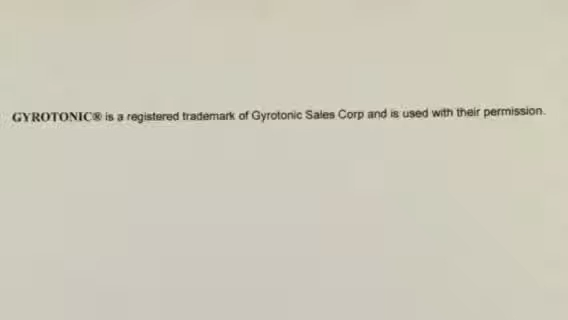 GYROTONIC® is a registered trademark of Gyrotonic Sales Corp and is used with their permission.